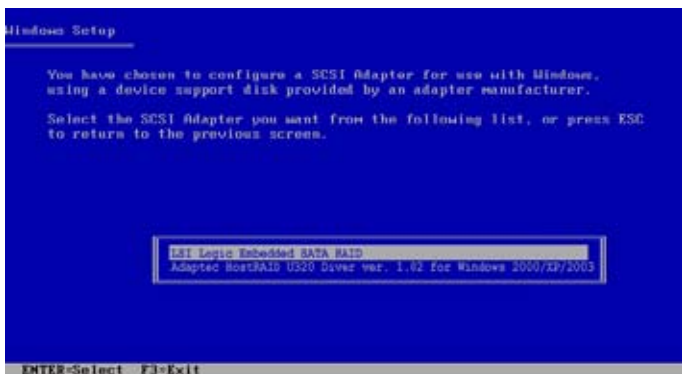 Windows Setup
You have chosen to configure a SCSI Adapter for use with Windows,
using a device support disk provided by an adapter manufacturer.
Select the SCSI Adapter you want from the following list, or press ESC
to return to the previous screen.
LSI Logic Embedded SATA RAID
Adaptec HostRAID U320 Diver ver. 1.02 for Windows 2000/XP/2003
ENTER=Select F3=Exit